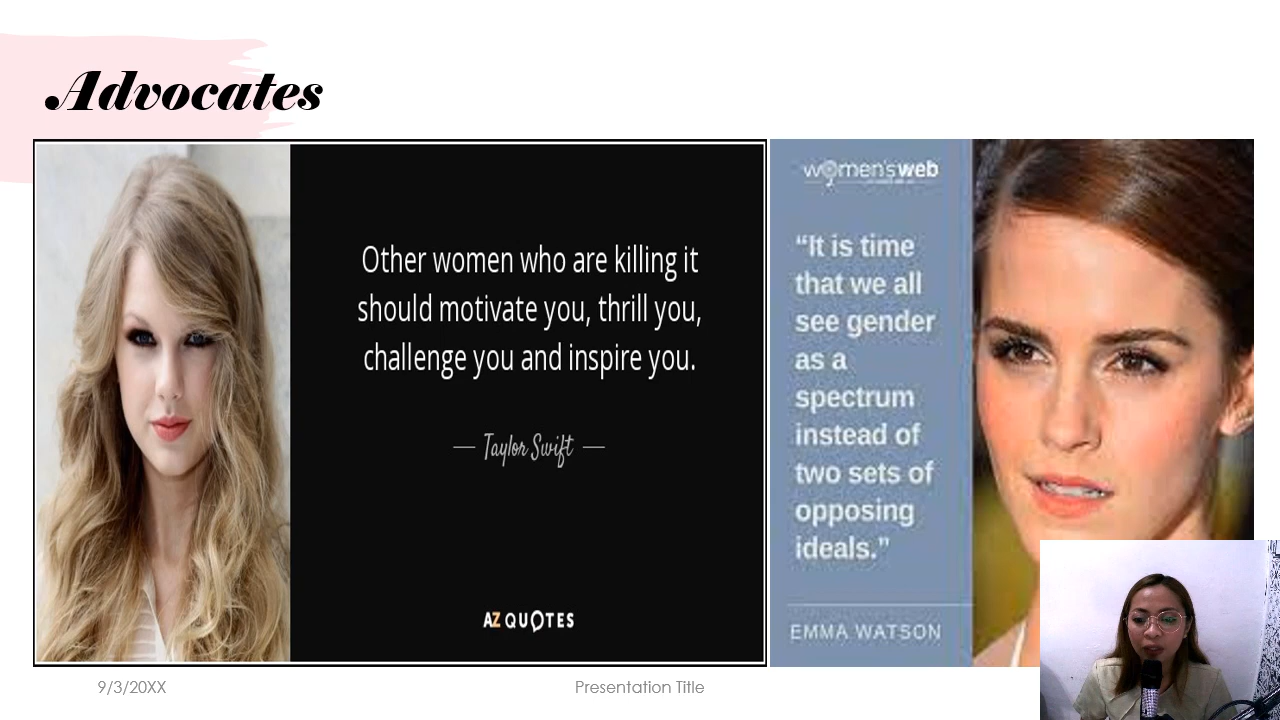 Advocates
Other women who are killing it
should motivate you, thrill you,
challenge you and inspire you.
— Taylor Swift —
AZ QUOTES
women'sweb
“It is time
that we all
see gender
as a
spectrum
instead of
two sets of
opposing
ideals.”
EMMA WATSON
9/3/20XX
Presentation Title